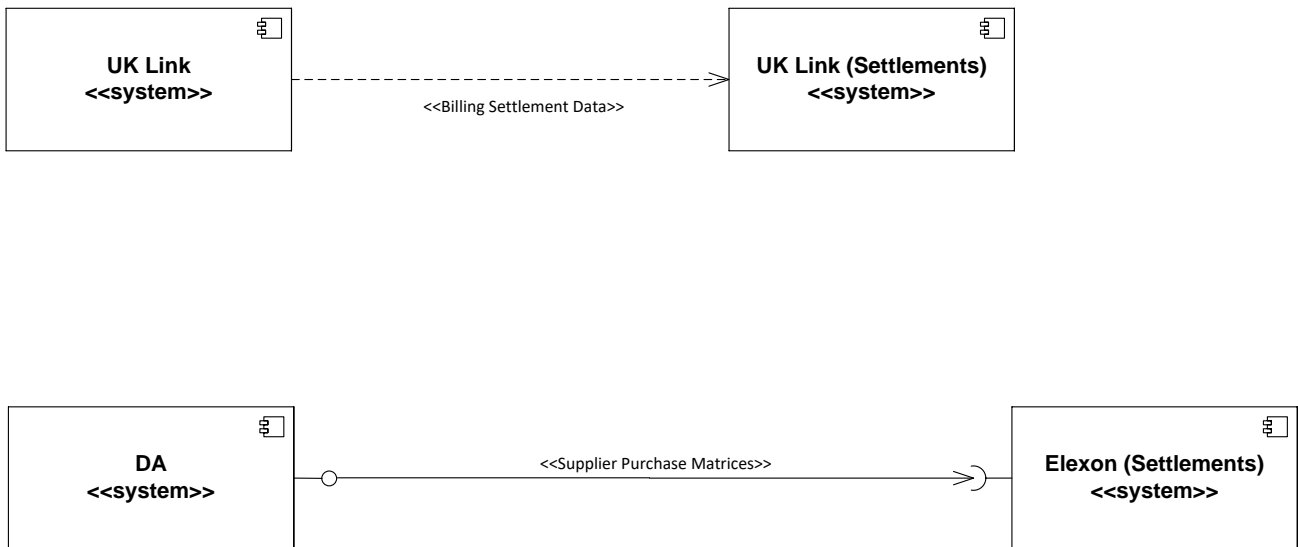 UK Link
<<system>>
<<Billing Settlement Data>>
UK Link (Settlements)
<<system>>
DA
<<system>>
<<Supplier Purchase Matrices>>
Elexon (Settlements)
<<system>>